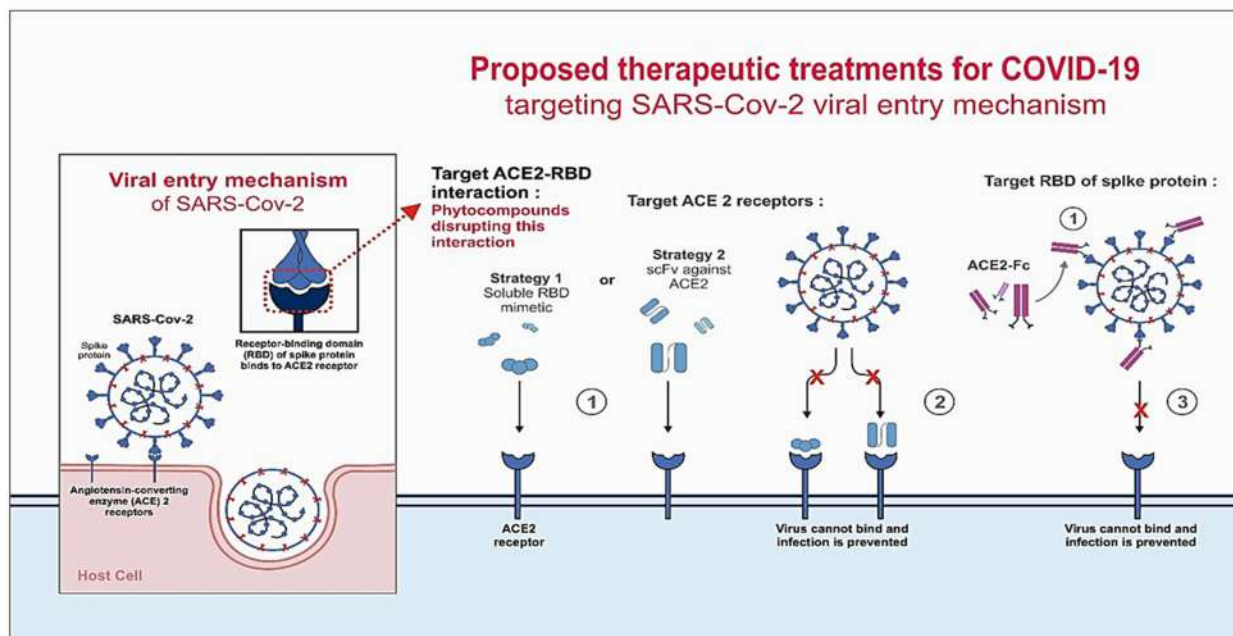 Proposed therapeutic treatments for COVID-19
targeting SARS-Cov-2 viral entry mechanism
Viral entry mechanism
of SARS-Cov-2
Receptor-binding domain
(RBD) of spike protein
binds to ACE2 receptor
SARS-Cov-2
Spike
protein
Angiotensin-converting
enzyme (ACE) 2
receptors
Host Cell
Target ACE2-RBD
interaction :
Phytocompounds
disrupting this
interaction
Target ACE 2 receptors :
Strategy 1
Soluble RBD
mimetic
or
Strategy 2
scFv against
ACE2
1
2
ACE2
receptor
Virus cannot bind and
infection is prevented
Target RBD of spike protein :
1
ACE2-Fc
3
Virus cannot bind and
infection is prevented